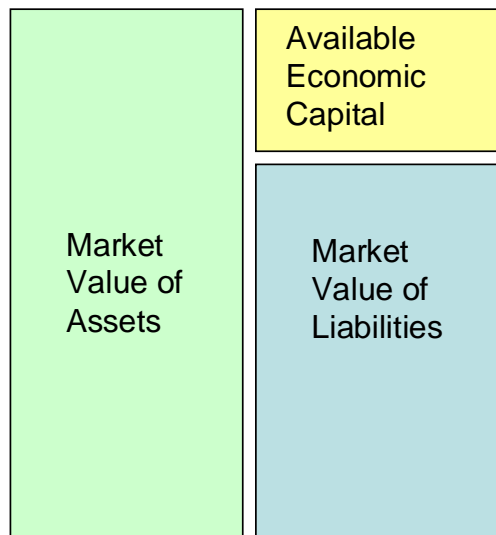 Available
Economic
Capital
Market
Value of
Assets
Market
Value of
Liabilities